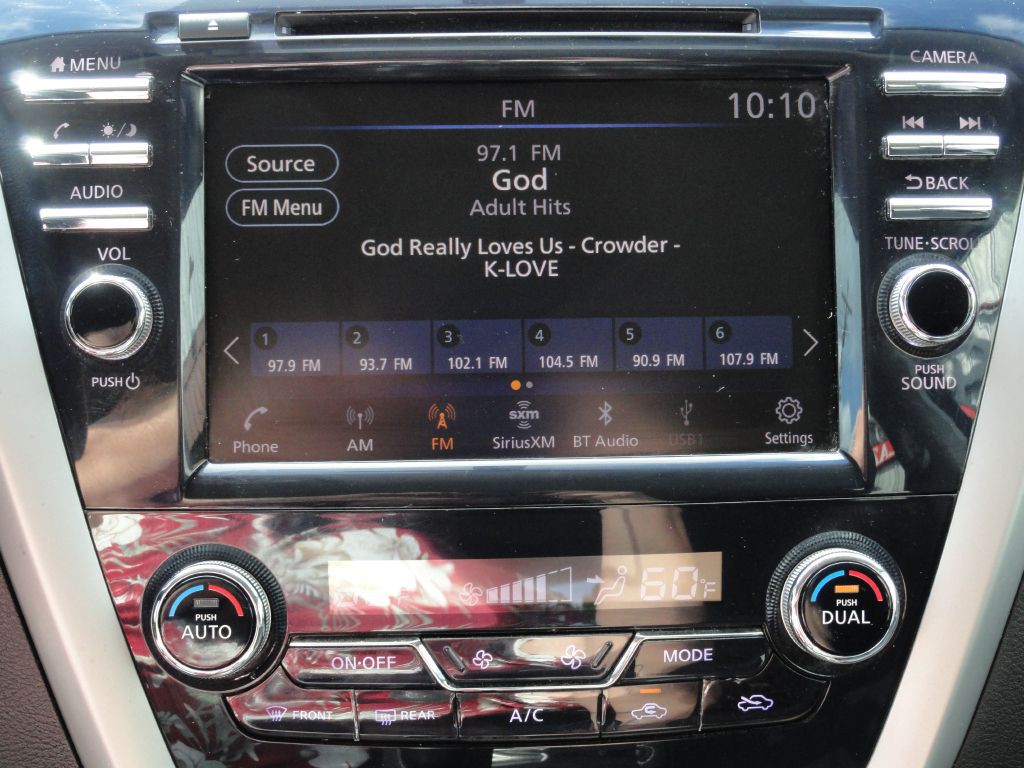 MENU
CAMERA
AUDIO
BACK
VOL
TUNE·SCROLL
PUSH
PUSH
SOUND
FM
10:10
Source
97.1 FM
God
FM Menu
Adult Hits
God Really Loves Us - Crowder -
K-LOVE
1 2 3 4 5 6
97.9 FM 93.7 FM 102.1 FM 104.5 FM 90.9 FM 107.9 FM
sxm
Phone AM FM SiriusXM BT Audio USB1 Settings
60°F
PUSH
AUTO
PUSH
DUAL
ON·OFF
MODE
FRONT
REAR
A/C